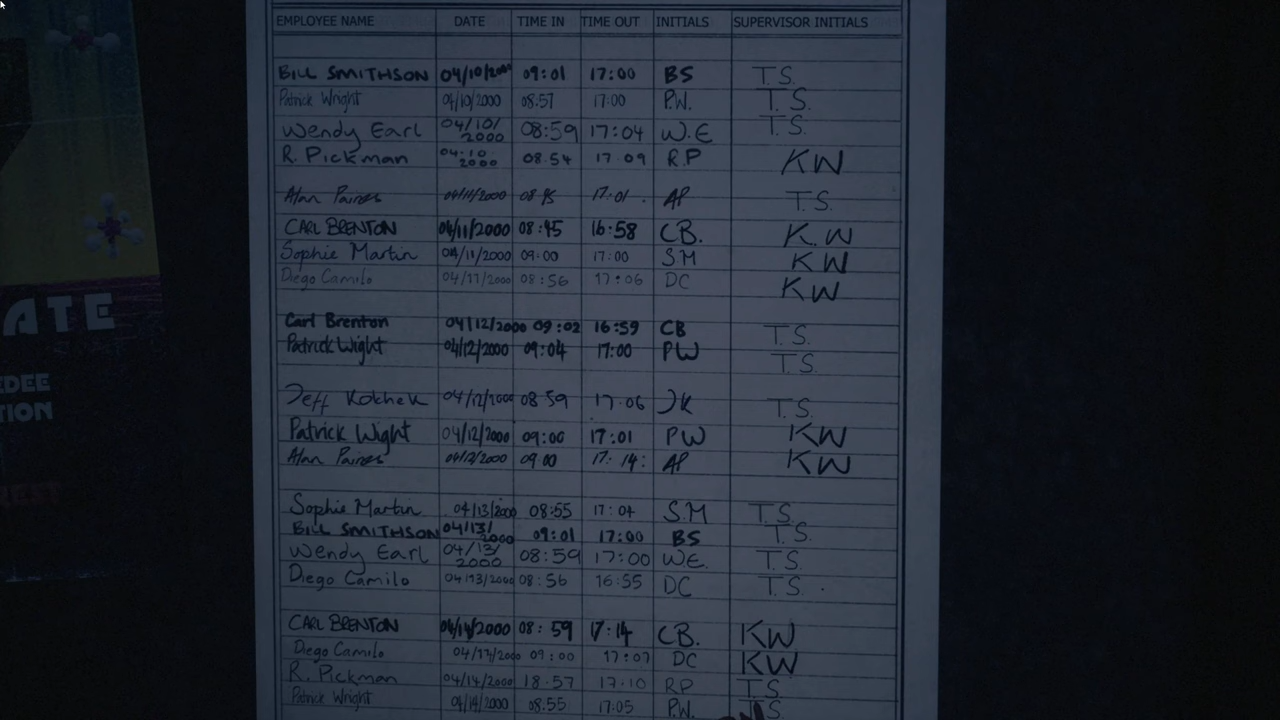 EMPLOYEE NAME DATE TIME IN TIME OUT INITIALS SUPERVISOR INITIALS
BILL SMITHSON 04/10/2000 09:01 17:00 BS T.S.
Patrick Wright 04/10/2000 08:57 17:00 P.W. T.S.
Wendy Earl 04/10/2000 08:59 17:04 W.E T.S.
R. Pickman 04.10 2000 08.54 17.09 R.P KW
Alan Paires 04/11/2000 17:01 AP T.S.
CARL BRENTON 04/11/2000 08:45 16:58 CB. K.W
Sophie Martin 04/11/2000 09:00 17:00 SM KW
Diego Camilo 04/11/2000 08:56 17:06 DC KW
Carl Brenton 04/12/2000 09:02 16:59 CB T.S.
Patrick Wight 04/12/2000 09:04 17:00 PW T.S.
Jeff Kothek 04/12/2000 08 59 17.06 JK T.S.
Patrick Wight 04/12/2000 09:00 17:01 PW KW
Alan Paires 04/12/2000 09 00 17:14: AP KW
Sophie Martin 04/13/2000 08:55 17:07 S.M T.S.
BILL SMITHSON 04/13/2000 09:01 17:00 BS T.S.
Wendy Earl 04/13/2000 08:59 17:00 W.E. T.S.
Diego Camilo 04/13/2000 08:56 16:55 DC T.S.
CARL BRENTON 04/14/2000 08:59 17:14 CB. KW
Diego Camilo 09:00 17:07 DC KW
R. Pickman 04/14/2000 18:57 17:10 RP T.S.
Patrick Wright 04/14/2000 08:55 17:05 P.W. T.S.
ATE
EDEE
TION
REST